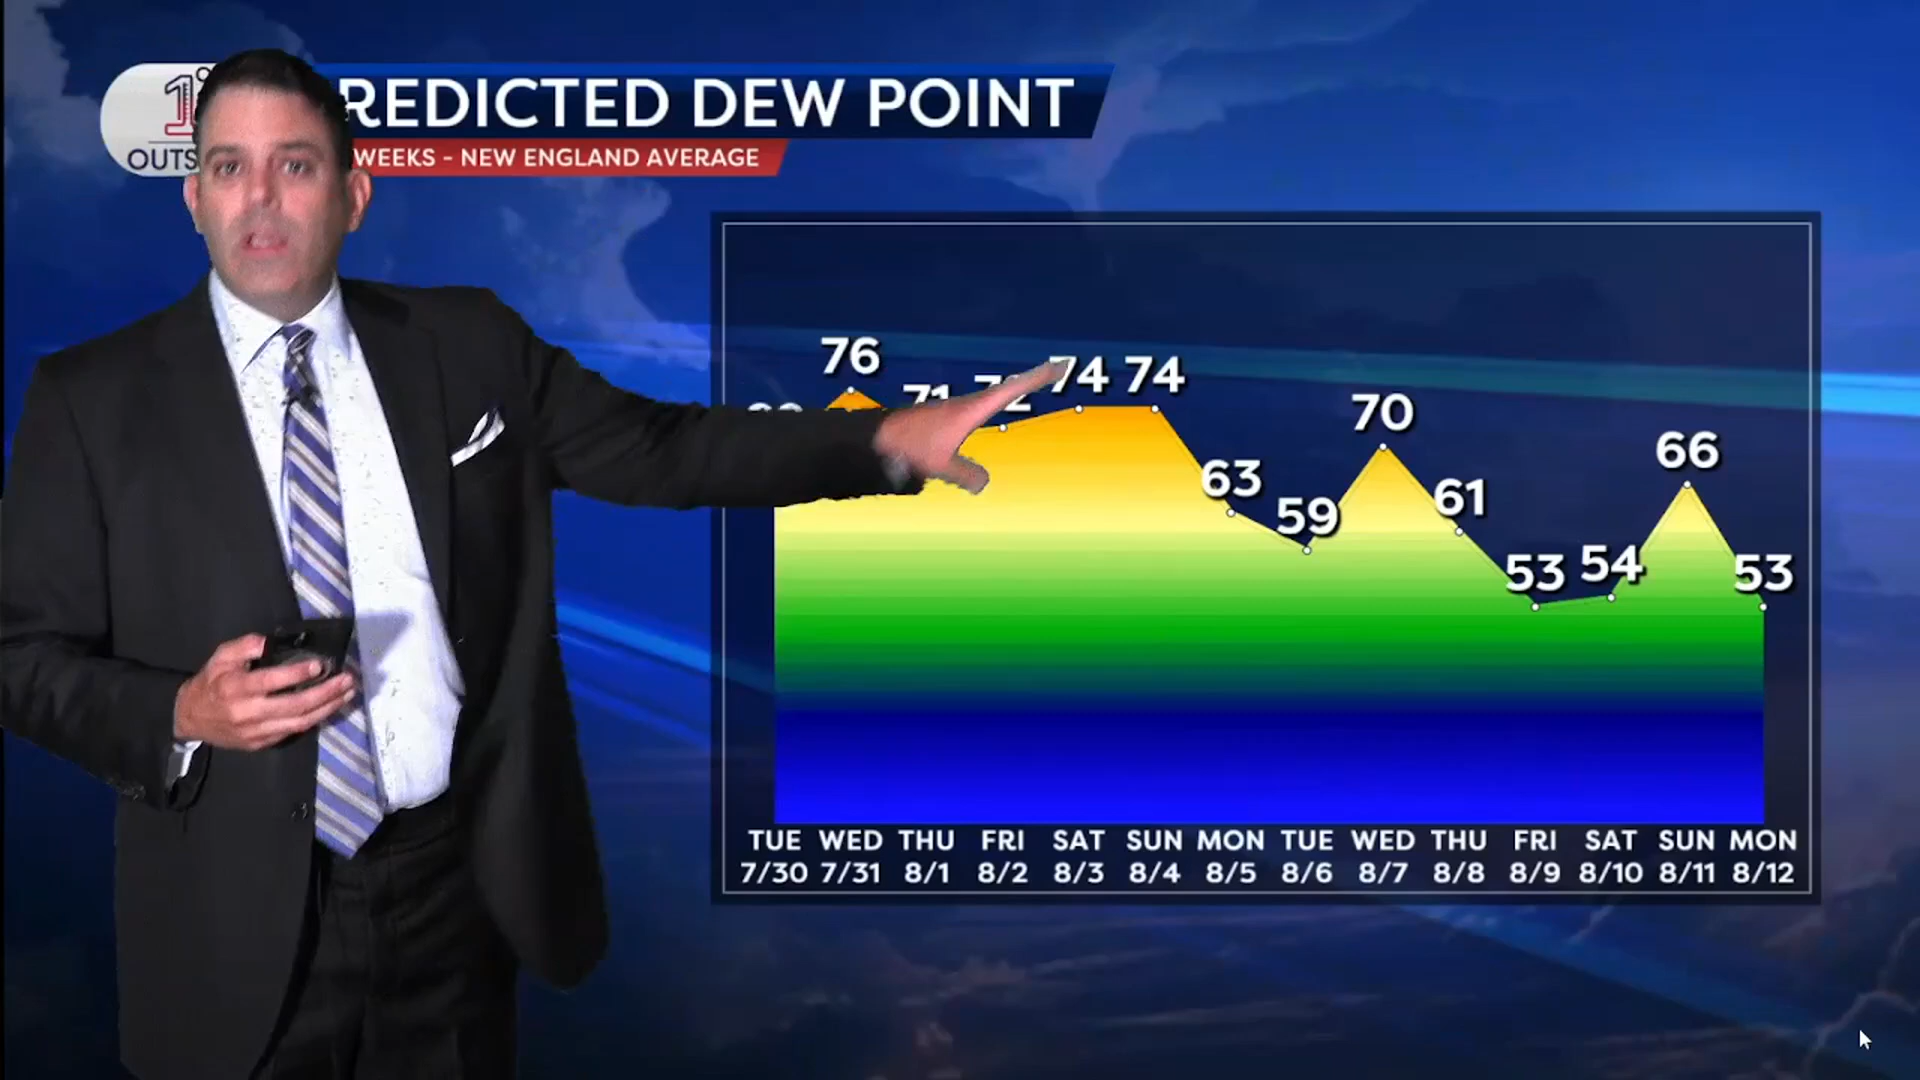 1°
OUTS
REDICTED DEW POINT
WEEKS - NEW ENGLAND AVERAGE
76
71
72
74
74
63
59
70
61
53
54
66
53
TUE WED THU FRI SAT SUN MON TUE WED THU FRI SAT SUN MON
7/30 7/31 8/1 8/2 8/3 8/4 8/5 8/6 8/7 8/8 8/9 8/10 8/11 8/12